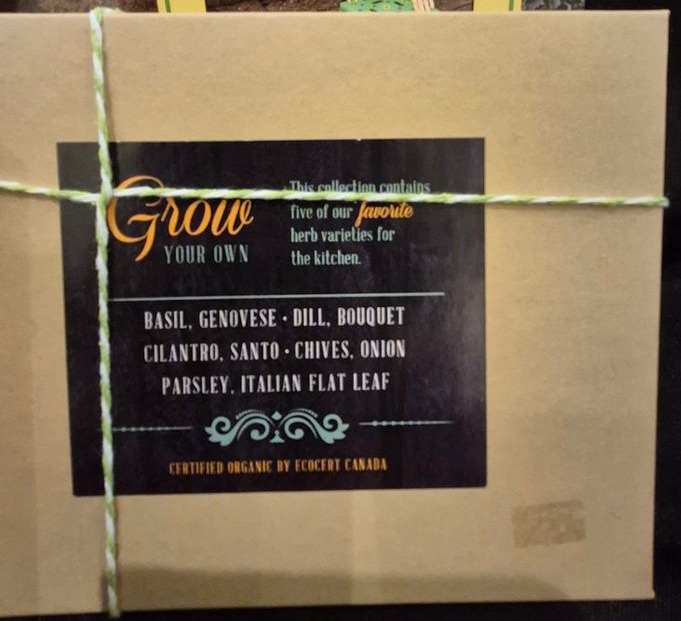 Grow
YOUR OWN
This collection contains
five of our favorite
herb varieties for
the kitchen.
BASIL, GENOVESE • DILL, BOUQUET
CILANTRO, SANTO • CHIVES, ONION
PARSLEY, ITALIAN FLAT LEAF
CERTIFIED ORGANIC BY ECOCERT CANADA